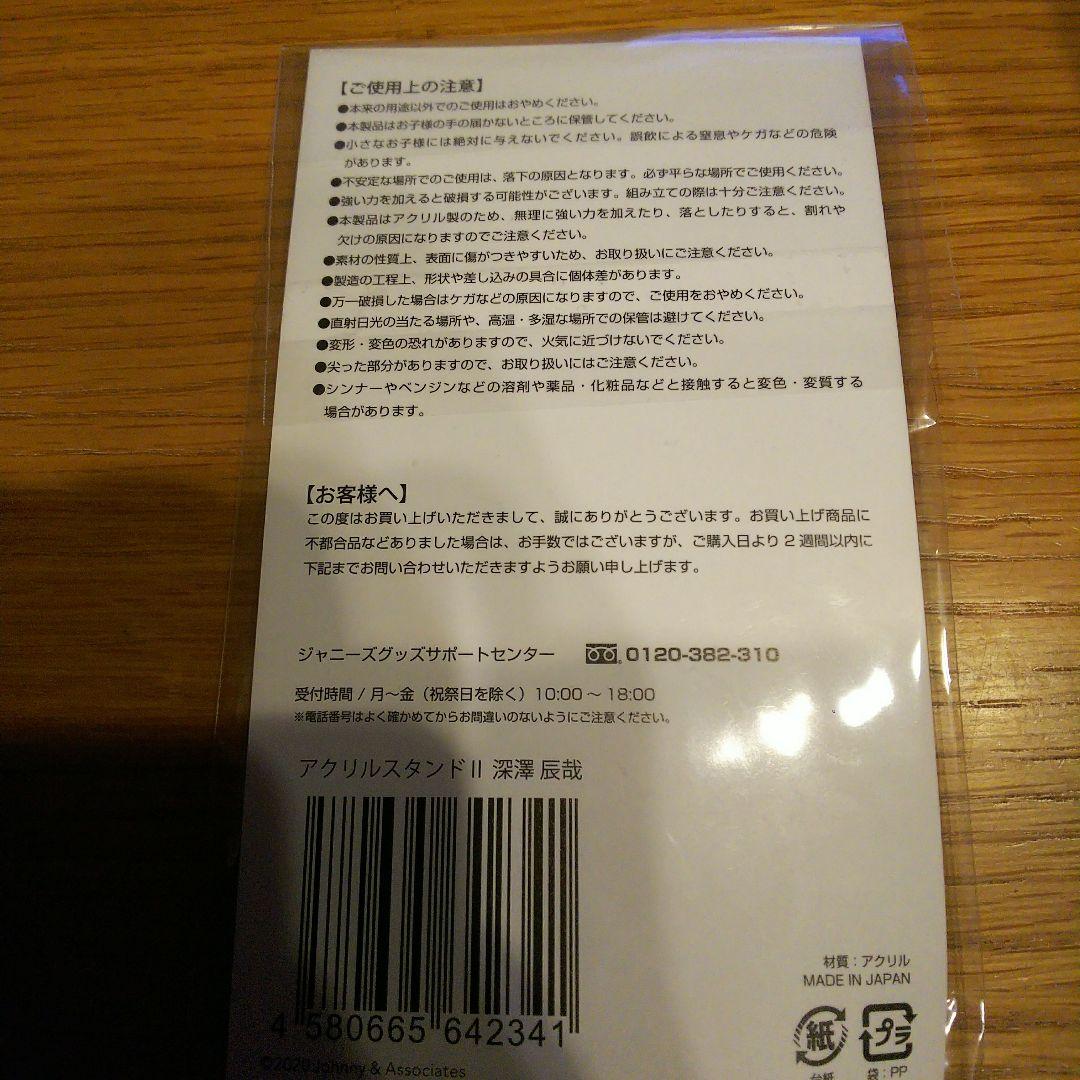 【ご使用上の注意】
●本来の用途以外でのご使用はおやめください。
●本製品はお子様の手の届かないところに保管してください。
●小さなお子様には絶対に与えないでください。誤飲による窒息やケガなどの危険
があります。
●不安定な場所でのご使用は、落下の原因となります。必ず平らな場所でご使用ください。
●強い力を加えると破損する可能性がございます。組み立ての際は十分ご注意ください。
●本製品はアクリル製のため、無理に強い力を加えたり、落としたりすると、割れや
欠けの原因になりますのでご注意ください。
●素材の性質上、表面に傷がつきやすいため、お取り扱いにご注意ください。
●製造の工程上、形状や差し込みの具合に個体差があります。
●万一破損した場合はケガなどの原因になりますので、ご使用をおやめください。
●直射日光の当たる場所や、高温・多湿な場所での保管は避けてください。
●変形・変色の恐れがありますので、火気に近づけないでください。
●尖った部分がありますので、お取り扱いにはご注意ください。
●シンナーやベンジンなどの溶剤や薬品・化粧品などと接触すると変色・変質する
場合があります。
【お客様へ】
この度はお買い上げいただきまして、誠にありがとうございます。お買い上げ商品に
不都合品などありました場合は、お手数ではございますが、ご購入日より2週間以内に
下記までお問い合わせいただきますようお願い申し上げます。
ジャニーズグッズサポートセンター 0120-382-310
受付時間 / 月～金（祝祭日を除く）10:00～18:00
※電話番号はよく確かめてからお間違いのないようにご注意ください。
アクリルスタンドII 深澤 辰哉
4 580665 642341
©2020 Johnny & Associates
材質：アクリル
MADE IN JAPAN
紙 プラ
台紙 袋：PP